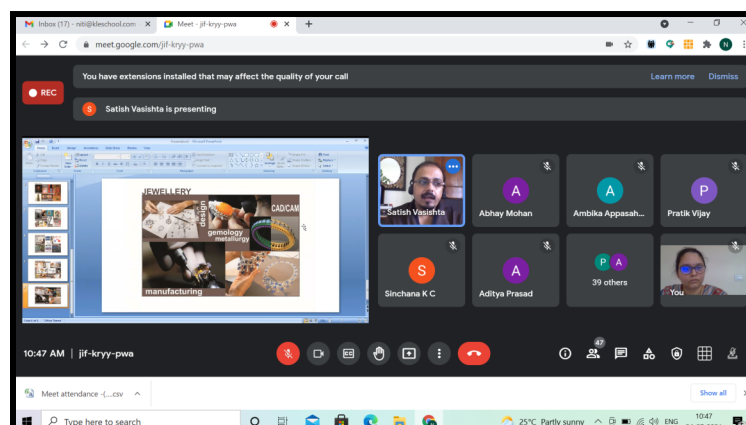 Inbox (17) - niti@kleschool.com
Meet - jif-kryy-pwa
meet.google.com/jif-kryy-pwa
N
You have extensions installed that may affect the quality of your call
Learn more
Dismiss
REC
S
Satish Vasishta is presenting
JEWELLERY
design
CAD/CAM
gemology
metallurgy
manufacturing
Satish Vasishta
A
Abhay Mohan
A
Ambika Appasah...
P
Pratik Vijay
S
Sinchana K C
A
Aditya Prasad
P A
39 others
You
10:47 AM | jif-kryy-pwa
47
Meet attendance -(....csv
Show all
Type here to search
25°C Partly sunny
ENG
10:47